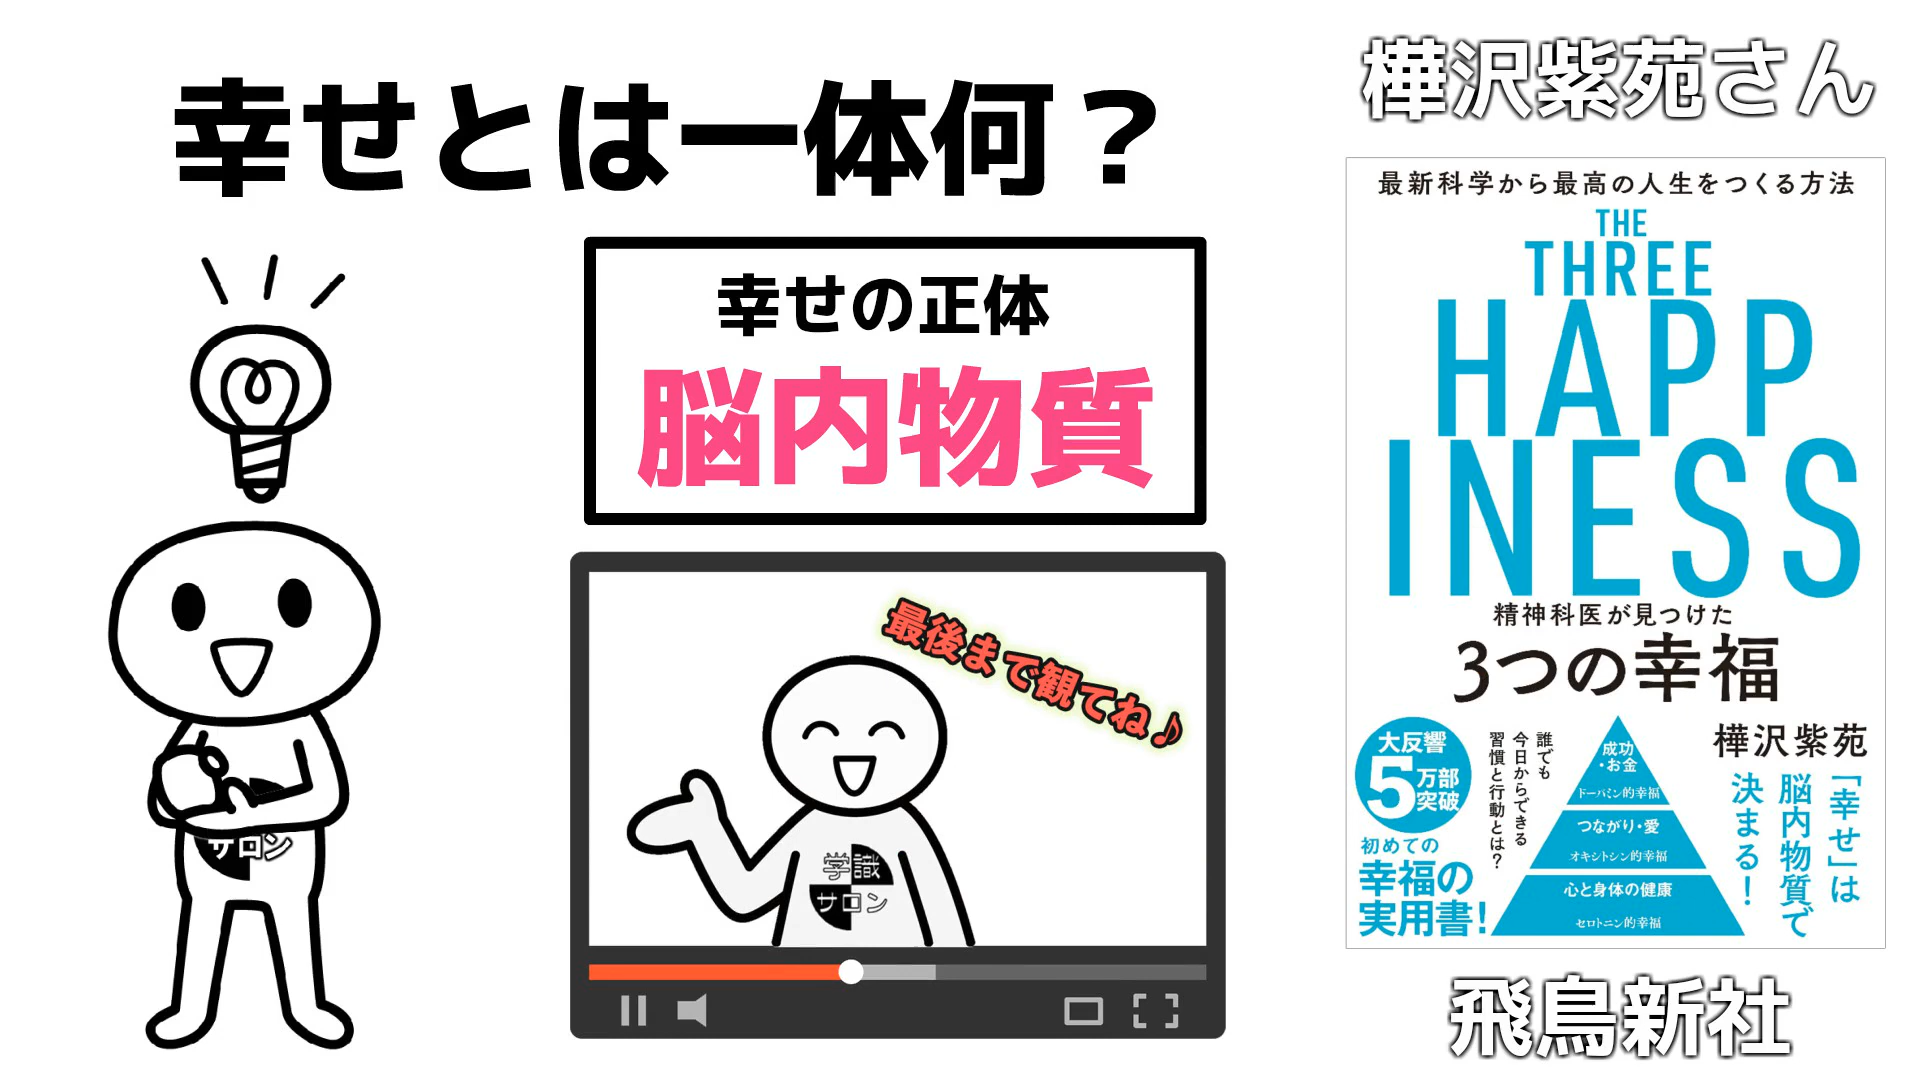 幸せとは一体何？
幸せの正体
脳内物質
最後まで観てね♪
学識
サロン
サロン
樺沢紫苑さん
最新科学から最高の人生をつくる方法
THE
THREE
HAPP
INESS
精神科医が見つけた
3つの幸福
樺沢紫苑
「幸せ」は
脳内物質で
決まる！
誰でも
今日からできる
習慣と行動とは？
大反響
5万部
突破
初めての
幸福の
実用書！
成功
・お金
ドーパミン的幸福
つながり・愛
オキシトシン的幸福
心と身体の健康
セロトニン的幸福
飛鳥新社